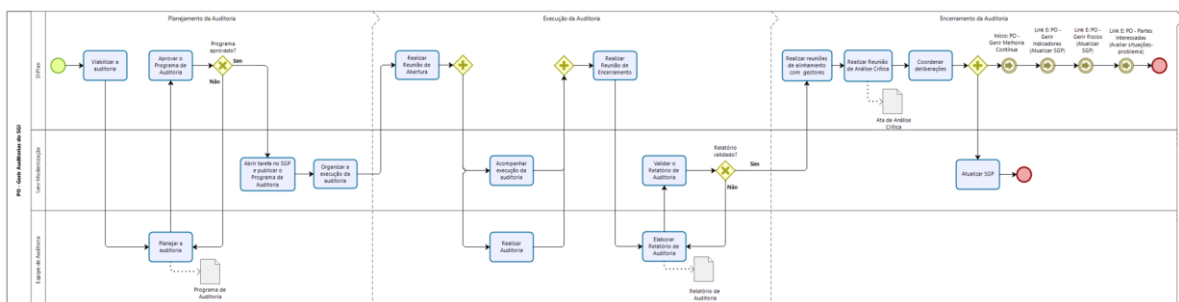 Planejamento da Auditoria
Execução da Auditoria
Encerramento da Auditoria
PO - Gerir Auditorias do SGI
DiPlan
Viabilizar a
auditoria
Aprovar o
Programa de
Auditoria
Programa
aprovado?
Sim
Não
Realizar
Reunião de
Abertura
Realizar
Reunião de
Encerramento
Realizar reuniões
de alinhamento
com gestores
Realizar Reunião
de Análise Crítica
Ata de Análise
Crítica
Coordenar
deliberações
Início: PO -
Gerir Melhoria
Contínua
Link E: PO -
Gerir
Indicadores
(Atualizar SGP)
Link E: PO -
Gerir Riscos
(Atualizar
SGP)
Link E: PO - Partes
Interessadas
(Avaliar situações-
problema)
Modernização
Abrir tarefa no SGP
e publicar o
Programa de
Auditoria
Organizar a
execução da
auditoria
Acompanhar
execução da
auditoria
Validar o
Relatório de
Auditoria
Relatório
validado?
Sim
Não
Atualizar SGP
Equipe de Auditoria
Planejar a
auditoria
Programa de
Auditoria
Realizar
Auditoria
Elaborar
Relatório de
Auditoria
Relatório de
Auditoria